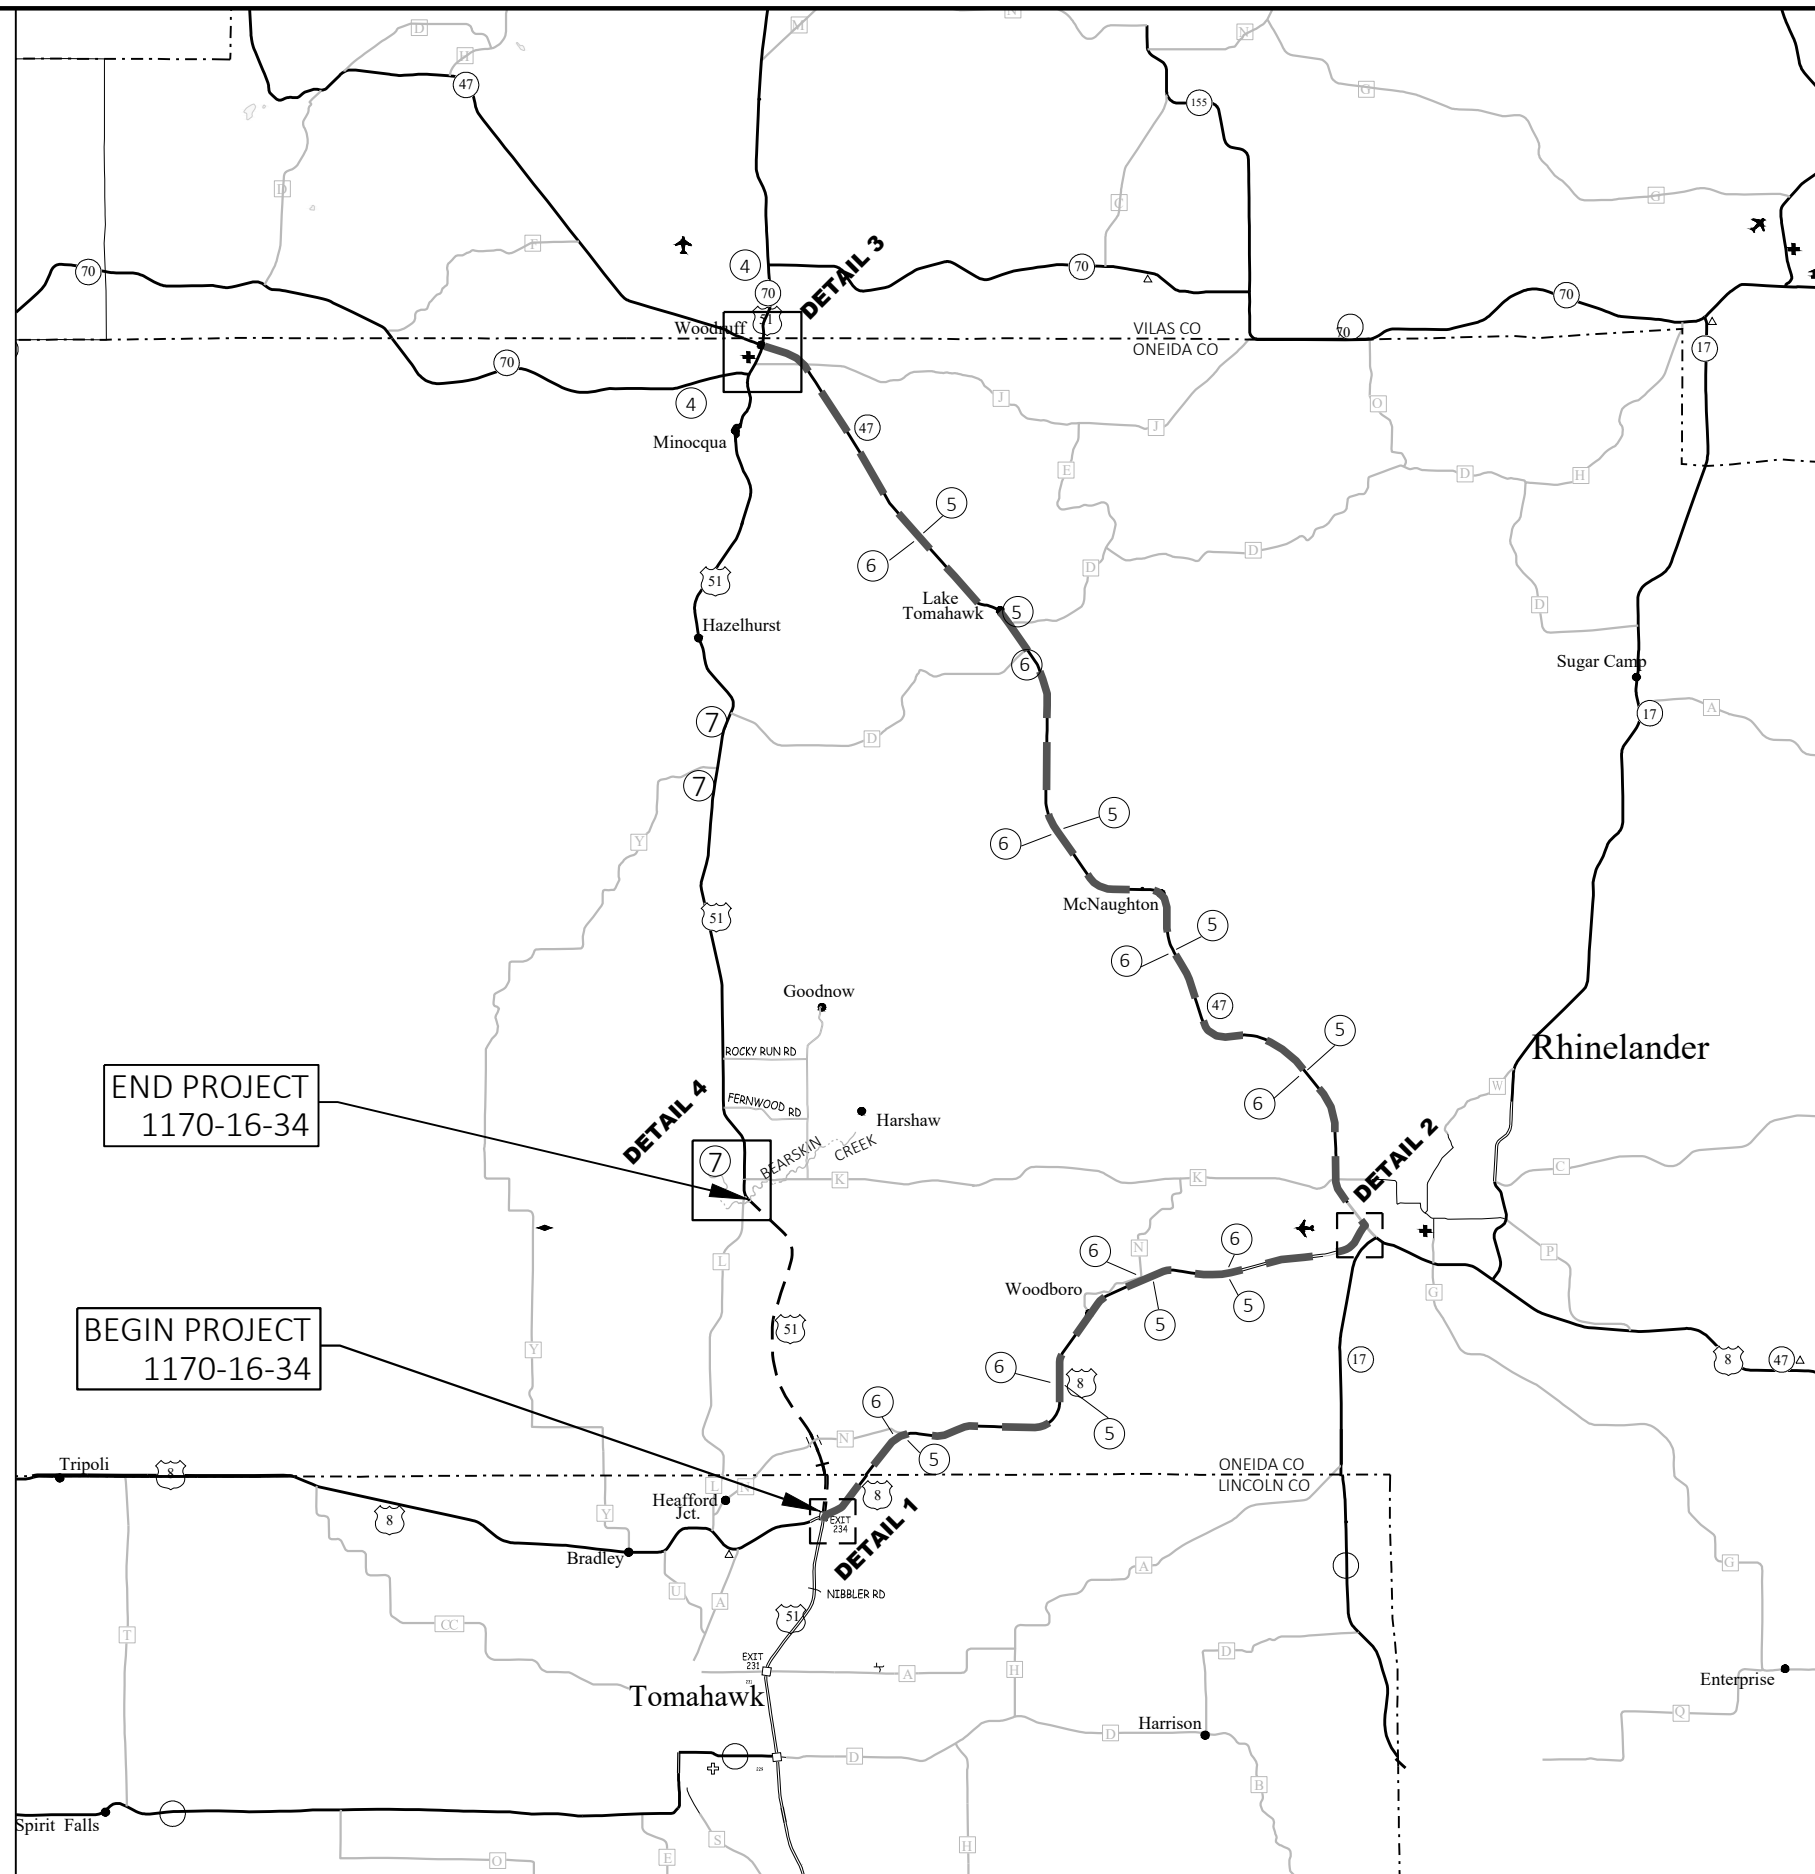 D
H
M
N
N
47
155
G
D
C
G
F
4
70
DETAIL 3
70
70
70
51
Woodruff
VILAS CO
ONEIDA CO
70
17
70
4
J
O
Minocqua
47
J
E
D
H
5
6
D
D
51
Lake
Tomahawk
5
D
Hazelhurst
6
Sugar Camp
7
D
17
A
7
5
Y
6
McNaughton
51
5
6
Goodnow
47
5
ROCKY RUN RD
Rhinelander
END PROJECT
1170-16-34
DETAIL 4
FERNWOOD RD
6
W
Harshaw
DETAIL 2
7
BEARSKIN
CREEK
K
K
C
L
6
N
6
P
Woodboro
5
5
G
BEGIN PROJECT
1170-16-34
51
Y
6
8
17
8
47
6
N
5
5
Tripoli
8
ONEIDA CO
LINCOLN CO
L
N
Heafford
Jct.
8
8
Y
EXIT
234
DETAIL 1
Bradley
A
G
U
A
NIBBLER RD
CC
T
51
EXIT
231
A
H
D
Enterprise
Tomahawk
Harrison
D
D
Q
B
Spirit Falls
S
H
O
E